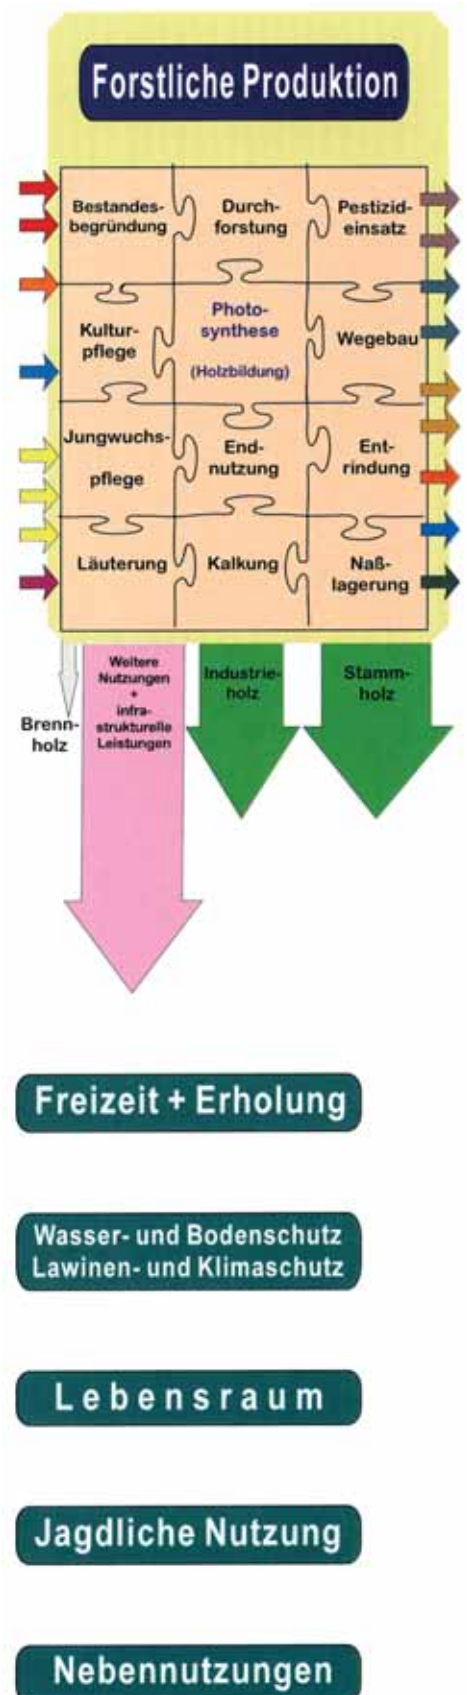 Forstliche Produktion
Bestandes-
begründung
Durch-
forstung
Pestizid-
einsatz
Kultur-
pflege
Photo-
synthese
(Holzbildung)
Wegebau
Jungwuchs-
pflege
End-
nutzung
Ent-
rindung
Läuterung
Kalkung
Naß-
lagerung
Brenn-
holz
Weitere
Nutzungen
+
infra-
strukturelle
Leistungen
Industrie-
holz
Stamm-
holz
Freizeit + Erholung
Wasser- und Bodenschutz
Lawinen- und Klimaschutz
Lebensraum
Jagdliche Nutzung
Nebennutzungen